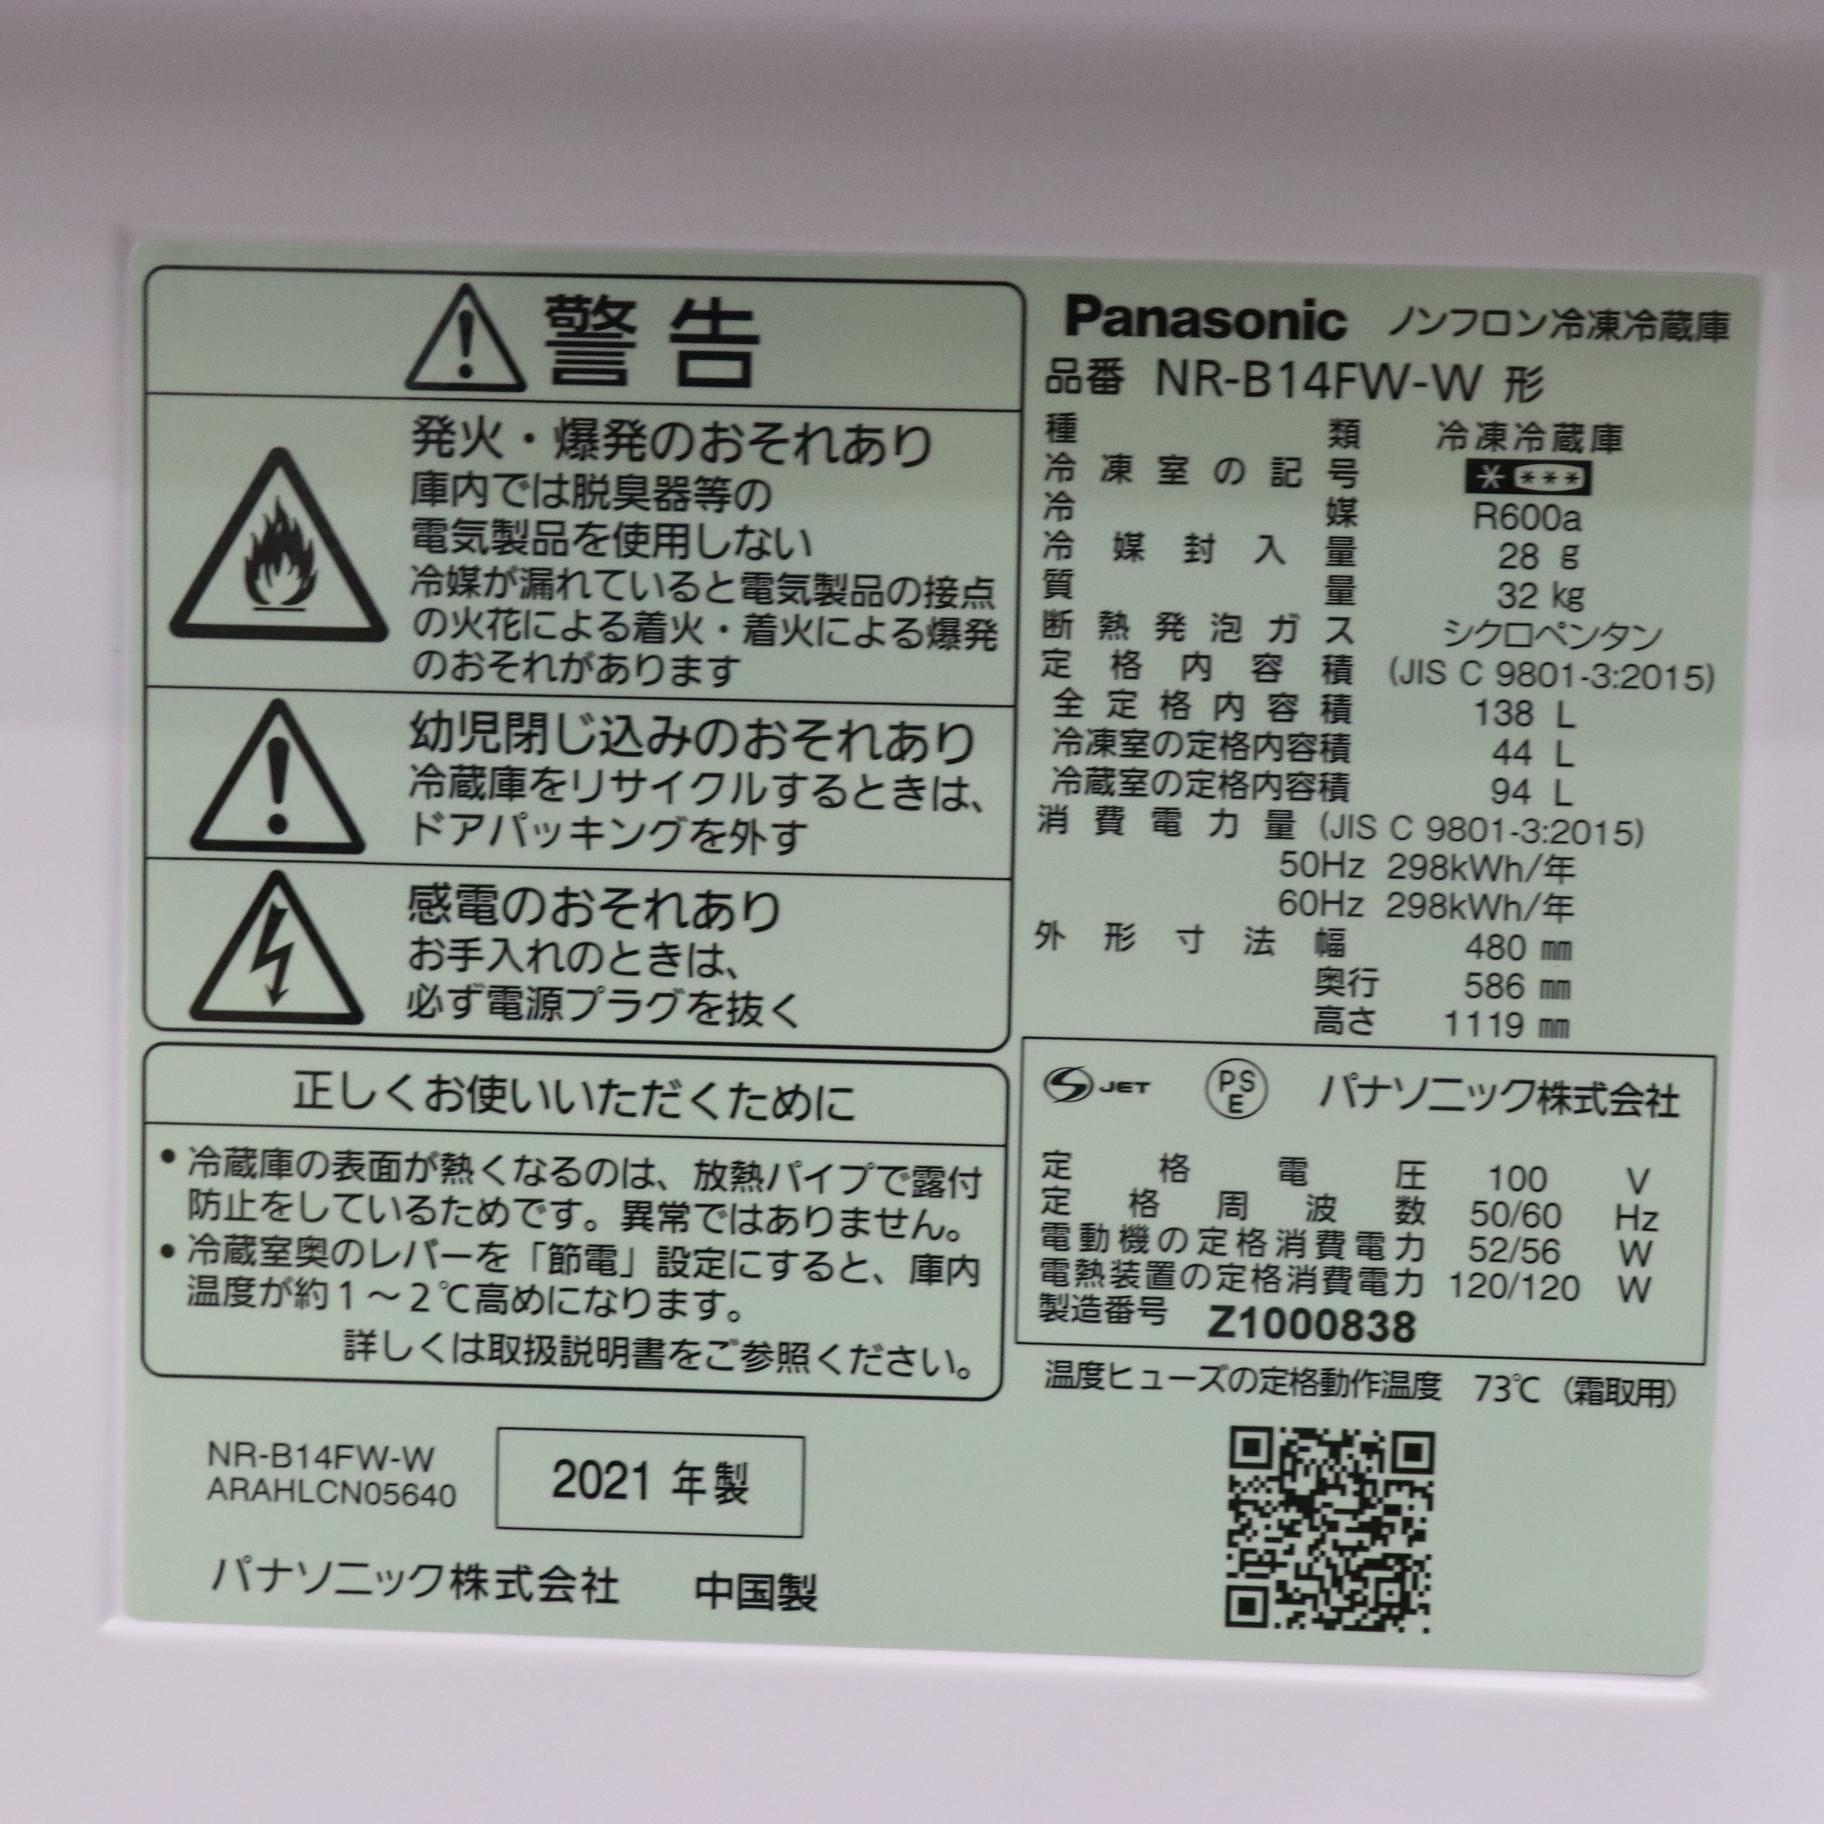 警告
発火・爆発のおそれあり
庫内では脱臭器等の
電気製品を使用しない
冷媒が漏れていると電気製品の接点
の火花による着火・着火による爆発
のおそれがあります
幼児閉じ込みのおそれあり
冷蔵庫をリサイクルするときは、
ドアパッキングを外す
感電のおそれあり
お手入れのときは、
必ず電源プラグを抜く
正しくお使いいただくために
・冷蔵庫の表面が熱くなるのは、放熱パイプで露付
防止をしているためです。異常ではありません。
・冷蔵室奥のレバーを「節電」設定にすると、庫内
温度が約1～2℃高めになります。
詳しくは取扱説明書をご参照ください。
NR-B14FW-W
ARAHLCN05640
2021 年製
パナソニック株式会社 中国製
Panasonic ノンフロン冷凍冷蔵庫
品番 NR-B14FW-W 形
種類 冷凍冷蔵庫
冷凍室の記号 * ***
冷媒 R600a
冷媒封入量 28 g
質量 32 kg
断熱発泡ガス シクロペンタン
定格内容積 (JIS C 9801-3:2015)
全定格内容積 138 L
冷凍室の定格内容積 44 L
冷蔵室の定格内容積 94 L
消費電力量 (JIS C 9801-3:2015)
50Hz 298kWh/年
60Hz 298kWh/年
外形寸法 幅 480 mm
奥行 586 mm
高さ 1119 mm
S JET PS E パナソニック株式会社
定格電圧 100 V
定格周波数 50/60 Hz
電動機の定格消費電力 52/56 W
電熱装置の定格消費電力 120/120 W
製造番号 Z1000838
温度ヒューズの定格動作温度 73℃ (霜取用)